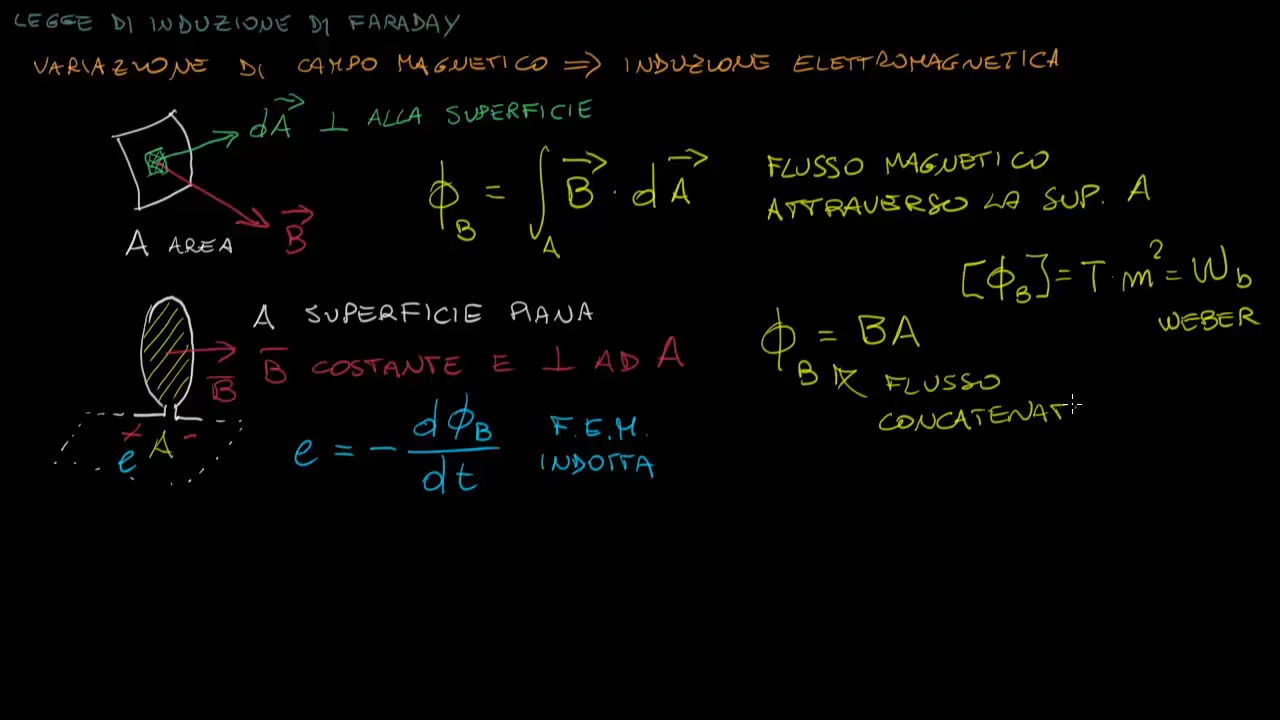 LEGGE DI INDUZIONE DI FARADAY
VARIAZIONE DI CAMPO MAGNETICO ⇒ INDUZIONE ELETTROMAGNETICA
dA⃗ ⊥ ALLA SUPERFICIE
B⃗
A AREA
ϕ_B = ∫_A B⃗ · dA⃗
FLUSSO MAGNETICO
ATTRAVERSO LA SUP. A
[ϕ_B] = T · m² = Wb
WEBER
A SUPERFICIE PIANA
B̅ COSTANTE E ⊥ AD A
B̅
+ A -
e
e = - dϕ_B / dt
F.E.M.
INDOTTA
ϕ_B = BA
FLUSSO
CONCATENAT